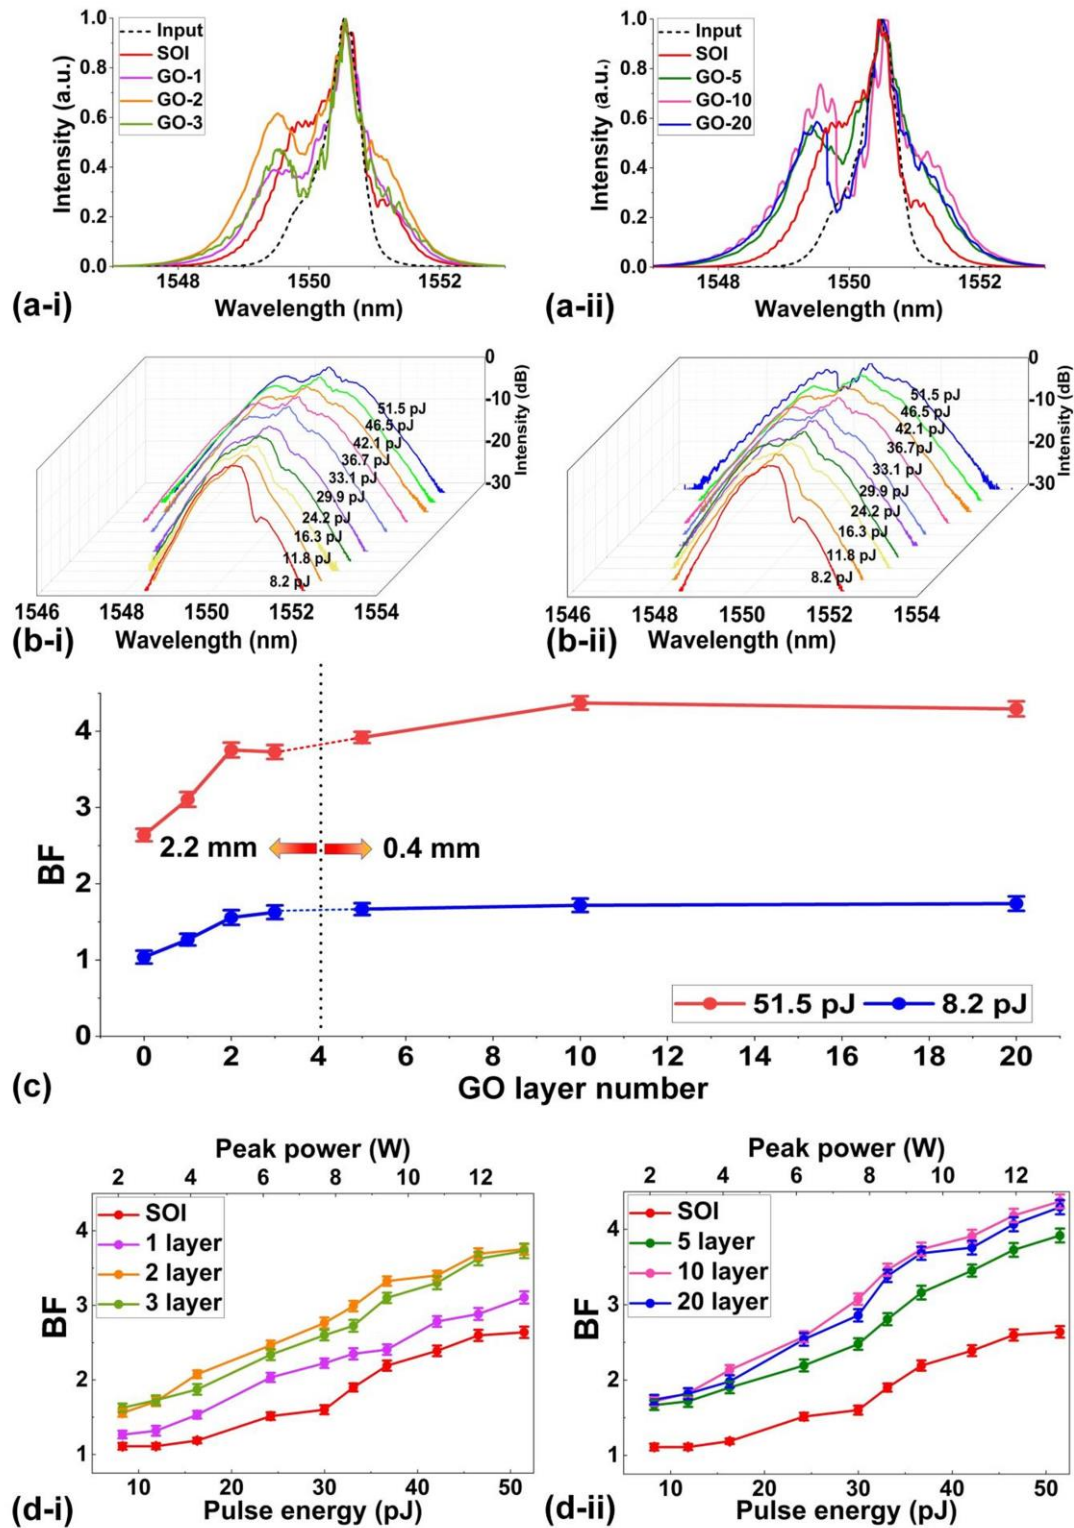 1.0
0.8
0.6
0.4
0.2
0.0
Intensity (a.u.)
Input
SOI
GO-1
GO-2
GO-3
1548
1550
1552
Wavelength (nm)
(a-i)
1.0
0.8
0.6
0.4
0.2
0.0
Intensity (a.u.)
Input
SOI
GO-5
GO-10
GO-20
1548
1550
1552
Wavelength (nm)
(a-ii)
0
-10
-20
-30
Intensity (dB)
51.5 pJ
46.5 pJ
42.1 pJ
36.7 pJ
33.1 pJ
29.9 pJ
24.2 pJ
16.3 pJ
11.8 pJ
8.2 pJ
1546
1548
1550
1552
1554
Wavelength (nm)
(b-i)
0
-10
-20
-30
Intensity (dB)
51.5 pJ
46.5 pJ
42.1 pJ
36.7pJ
33.1 pJ
29.9 pJ
24.2 pJ
16.3 pJ
11.8 pJ
8.2 pJ
1546
1548
1550
1552
1554
Wavelength (nm)
(b-ii)
4
3
2
1
0
BF
2.2 mm
0.4 mm
51.5 pJ
8.2 pJ
0 2 4 6 8 10 12 14 16 18 20
GO layer number
(c)
Peak power (W)
2 4 6 8 10 12
SOI
1 layer
2 layer
3 layer
4
3
2
1
BF
10 20 30 40 50
Pulse energy (pJ)
(d-i)
Peak power (W)
2 4 6 8 10 12
SOI
5 layer
10 layer
20 layer
4
3
2
1
BF
10 20 30 40 50
Pulse energy (pJ)
(d-ii)